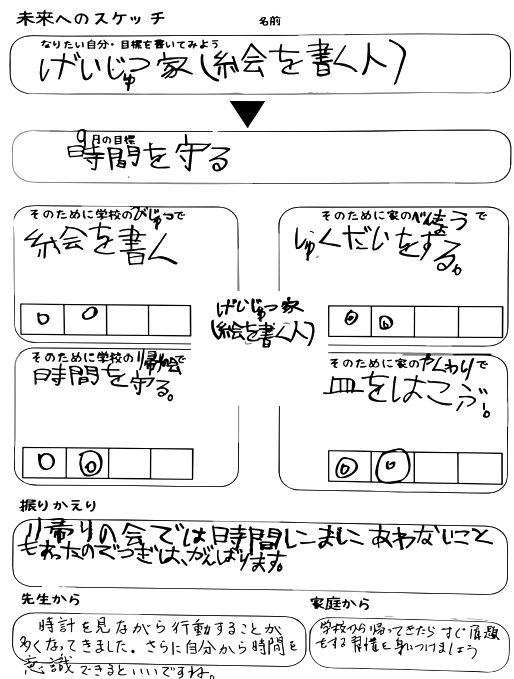 未来へのスケッチ
名前
なりたい自分・目標を書いてみよう
げいじゅつ家(絵を書く人)
9月の目標
時間を守る
そのために学校のびじゅつで
絵を書く
そのために家のべんきょうで
しゅくだいをする。
げいじゅつ家
(絵を書く人)
そのために学校の帰りの会で
時間を守る。
そのために家のやくわりで
皿をはこぶ。
振りかえり
帰りの会では時間にまにあわないこと
もあったのでつぎは、がんばります。
先生から
時計を見ながら行動することが
多くなってきました。さらに自分から時間を
意識できるといいですね。
家庭から
学校から帰ってきたらすぐ宿題
をする習慣を身につけましょう